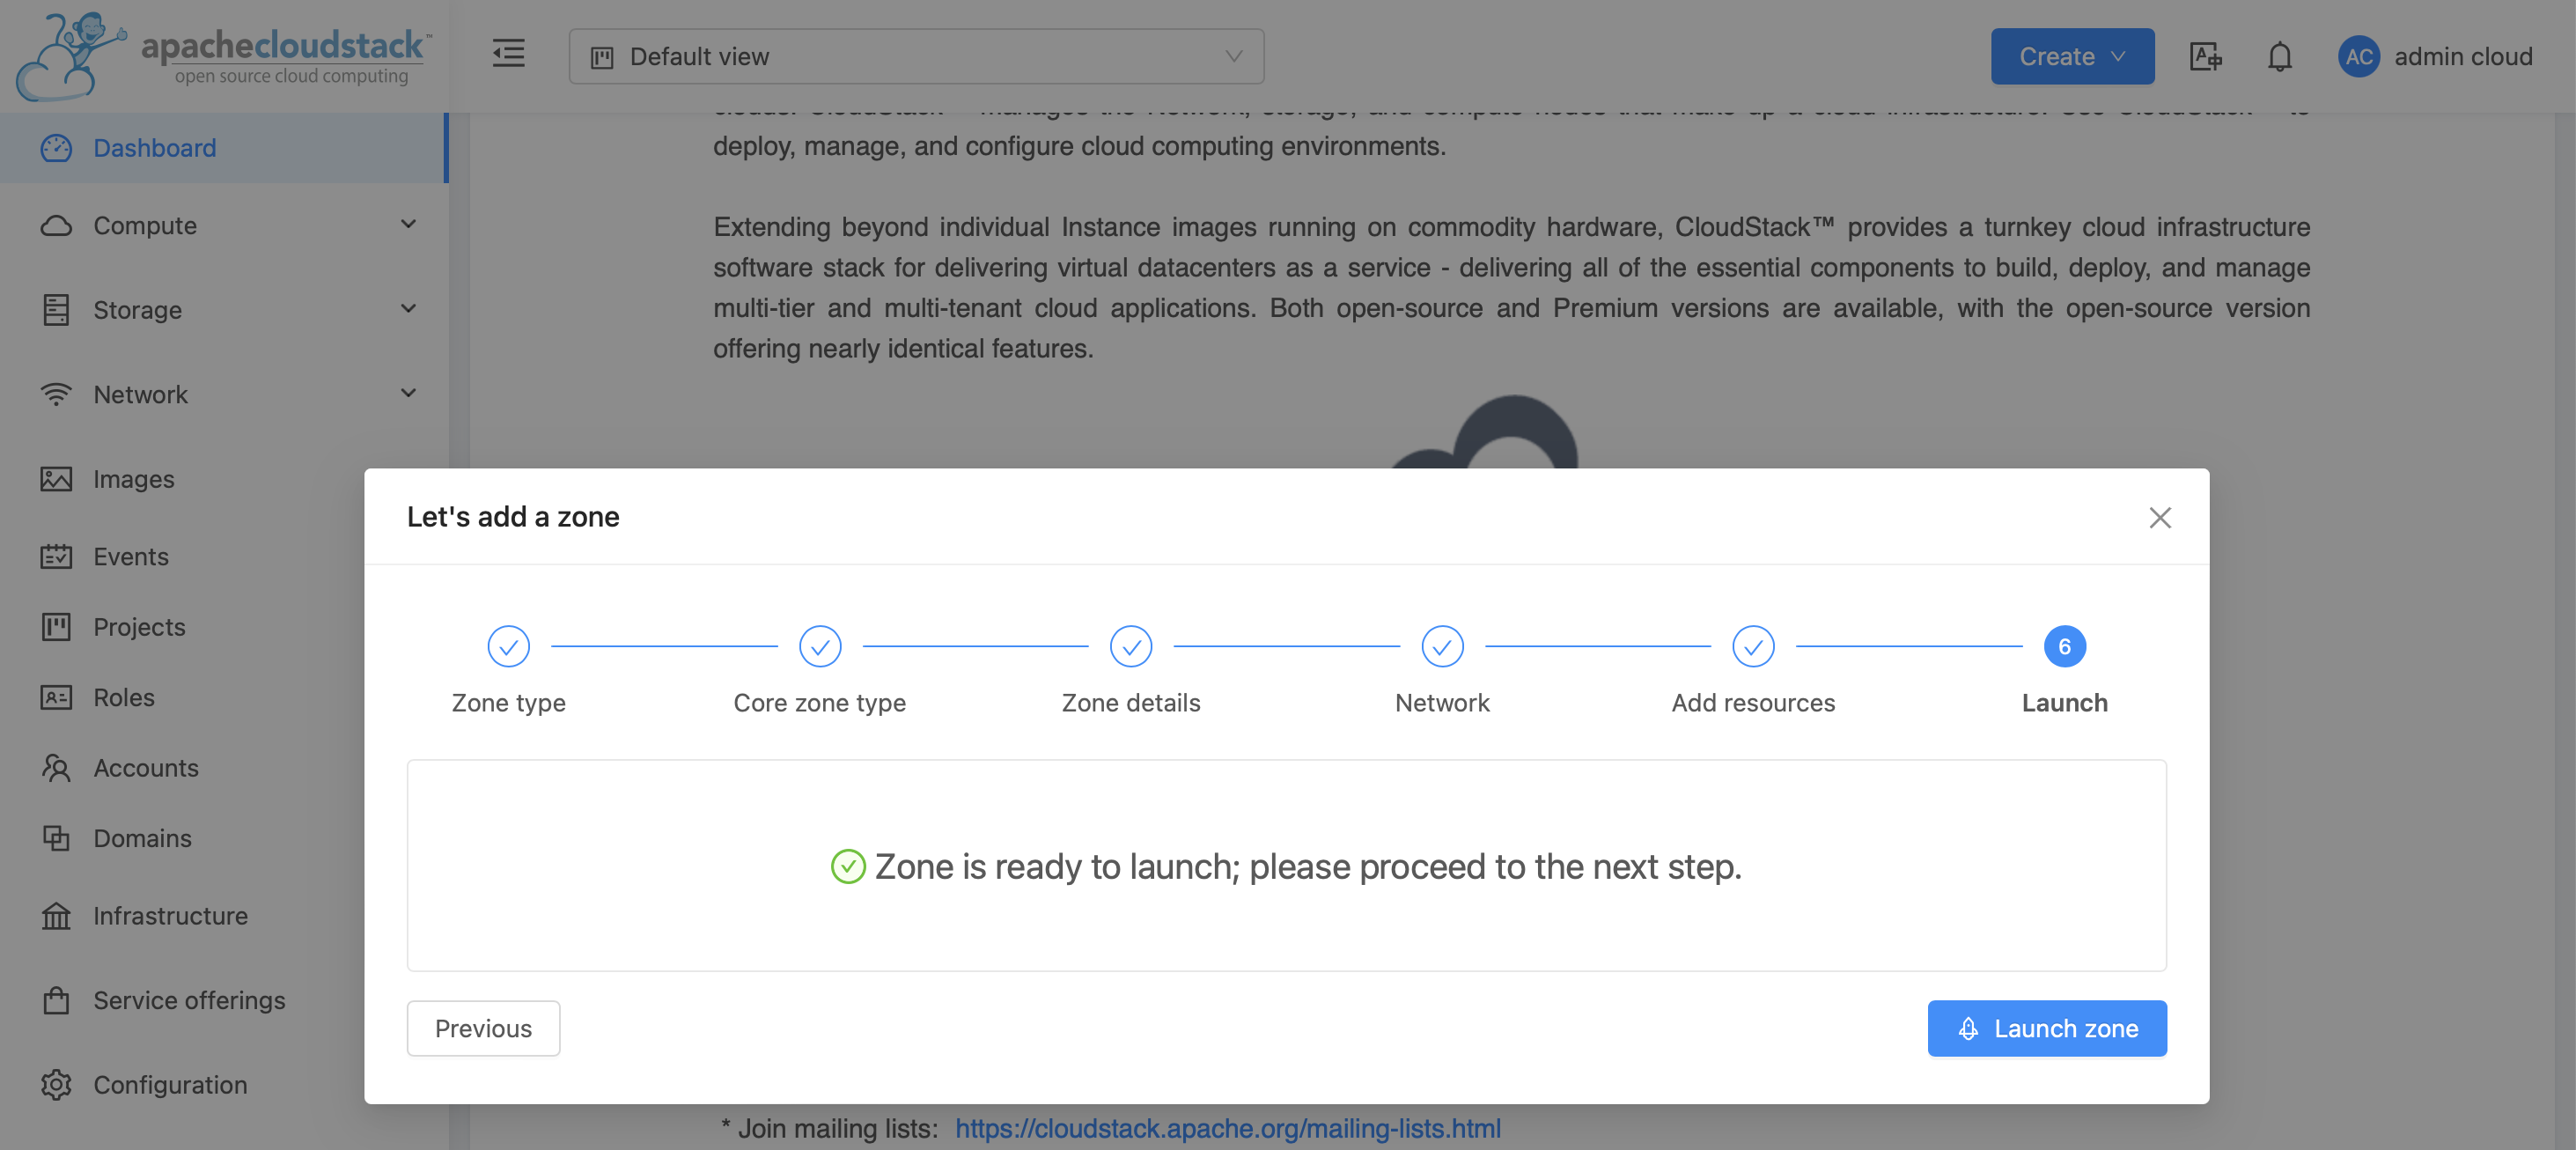 apachecloudstack™
open source cloud computing
Default view
Create
AC
admin cloud
Dashboard
Compute
Storage
Network
Images
Events
Projects
Roles
Accounts
Domains
Infrastructure
Service offerings
Configuration
deploy, manage, and configure cloud computing environments.
Extending beyond individual Instance images running on commodity hardware, CloudStack™ provides a turnkey cloud infrastructure
software stack for delivering virtual datacenters as a service - delivering all of the essential components to build, deploy, and manage
multi-tier and multi-tenant cloud applications. Both open-source and Premium versions are available, with the open-source version
offering nearly identical features.
Let's add a zone
Zone type
Core zone type
Zone details
Network
Add resources
6
Launch
Zone is ready to launch; please proceed to the next step.
Previous
Launch zone
* Join mailing lists: https://cloudstack.apache.org/mailing-lists.html